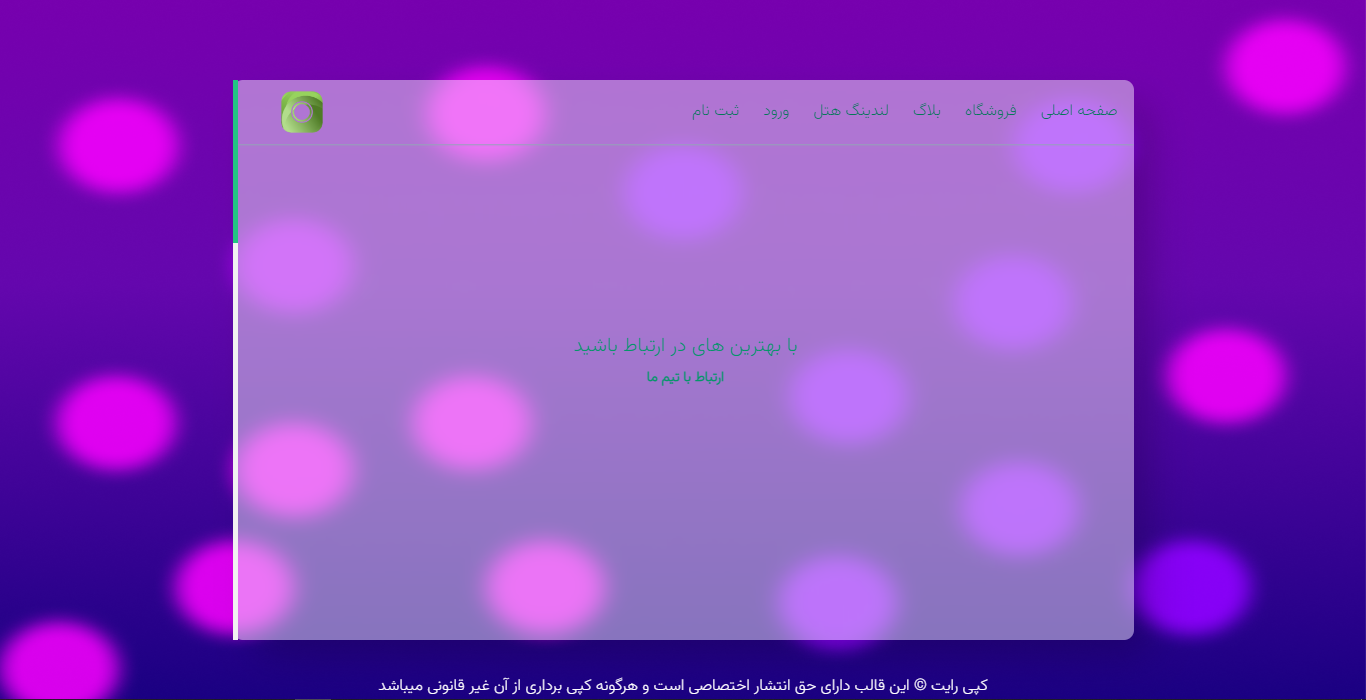 صفحه اصلی فروشگاه بلاگ لندینگ هتل ورود ثبت نام
با بهترین های در ارتباط باشید
ارتباط با تیم ما
کپی رایت © این قالب دارای حق انتشار اختصاصی است و هرگونه کپی برداری از آن غیر قانونی میباشد